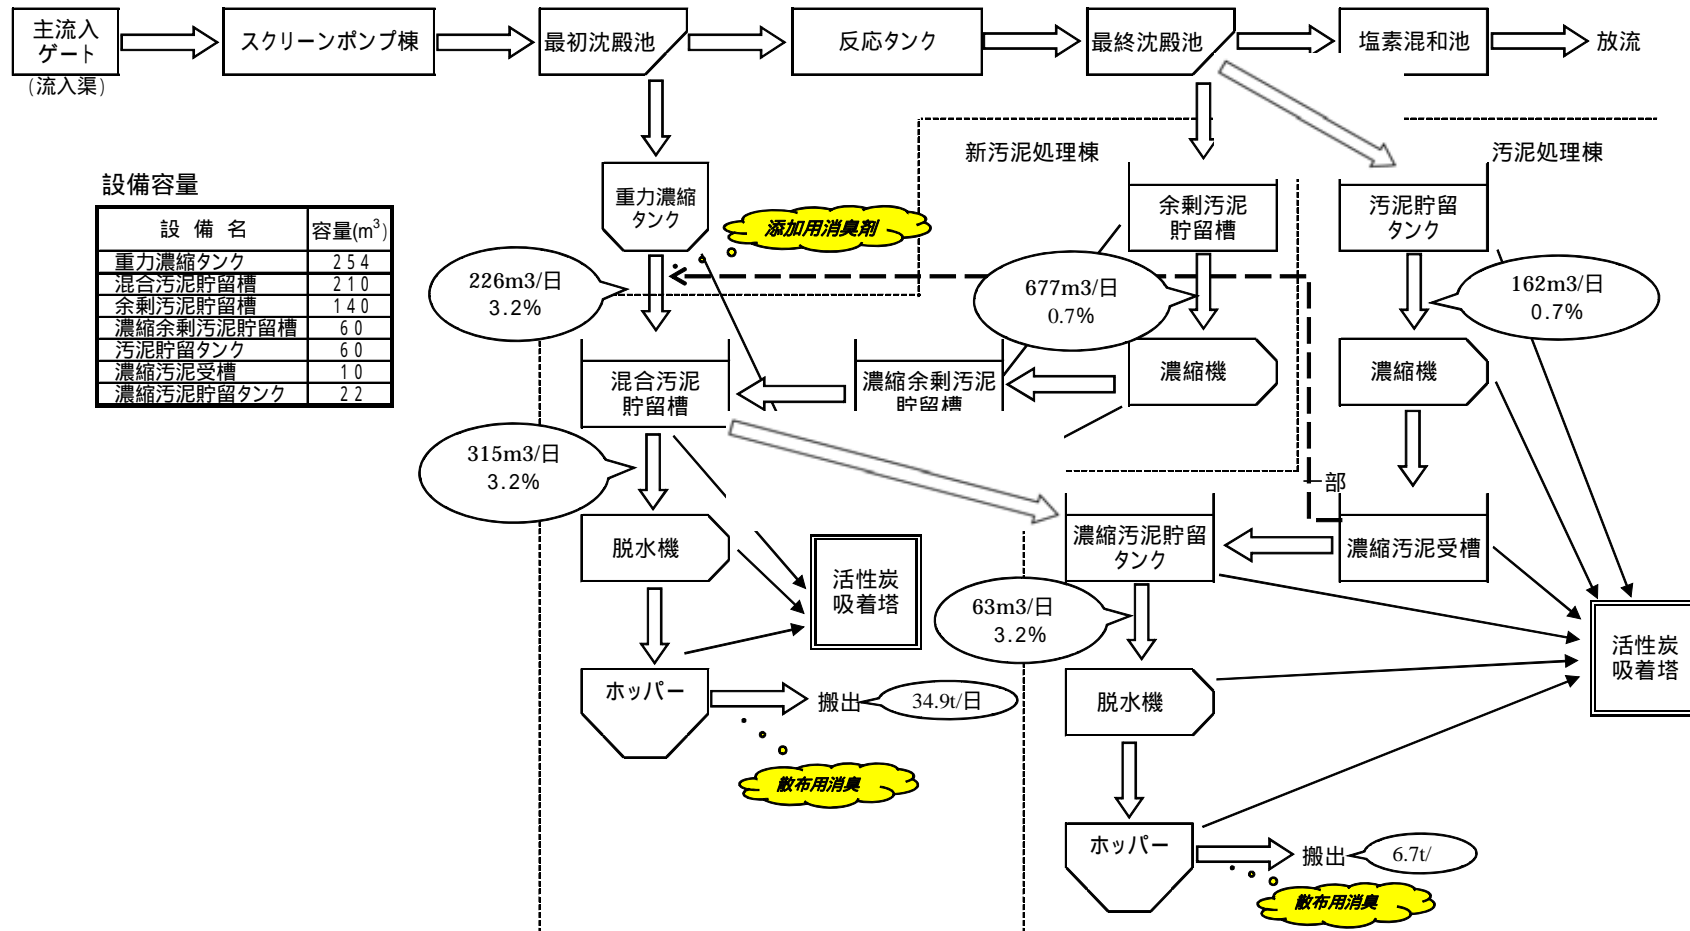 主流入
ゲート
(流入渠)
スクリーンポンプ棟
最初沈殿池
反応タンク
最終沈殿池
塩素混和池
放流
新汚泥処理棟
汚泥処理棟
設備容量
設備名 容量(m³)
重力濃縮タンク 254
混合汚泥貯留槽 210
余剰汚泥貯留槽 140
濃縮余剰汚泥貯留槽 60
汚泥貯留タンク 60
濃縮汚泥受槽 10
濃縮汚泥貯留タンク 22
重力濃縮
タンク
添加用消臭剤
余剰汚泥
貯留槽
汚泥貯留
タンク
226m3/日
3.2%
677m3/日
0.7%
162m3/日
0.7%
混合汚泥
貯留槽
濃縮余剰汚泥
貯留槽
濃縮機
濃縮機
315m3/日
3.2%
一部
脱水機
活性炭
吸着塔
濃縮汚泥貯留
タンク
濃縮汚泥受槽
63m3/日
3.2%
活性炭
吸着塔
ホッパー
搬出
34.9t/日
脱水機
散布用消臭
ホッパー
搬出
6.7t/
散布用消臭